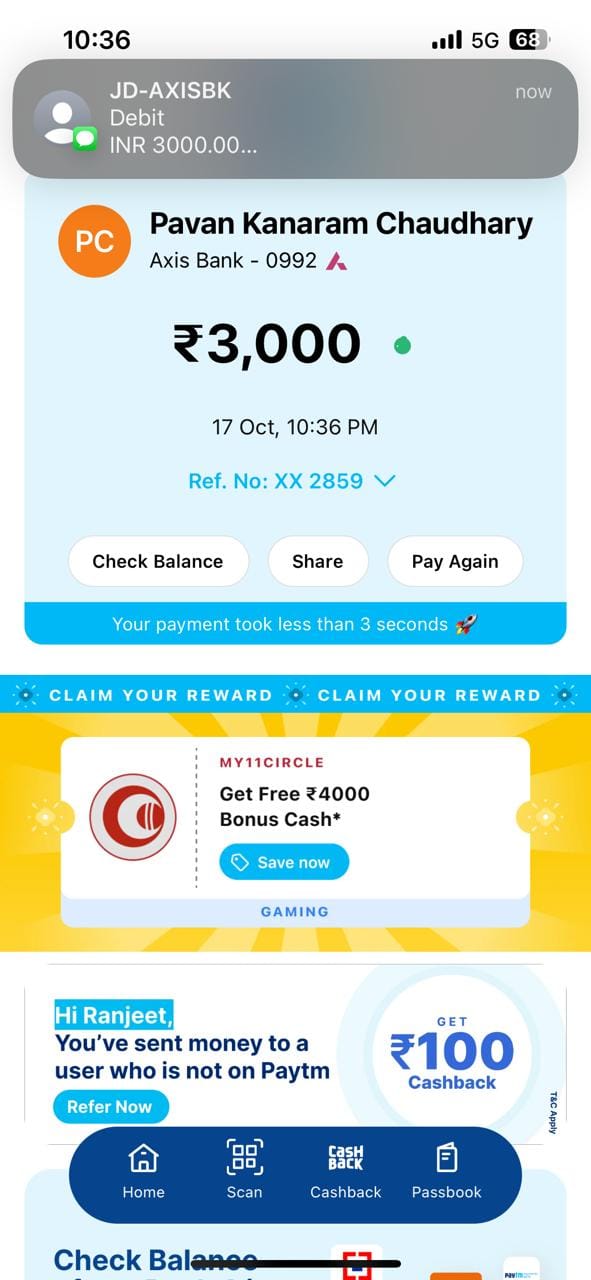 10:36
5G 68
JD-AXISBK
now
Debit
INR 3000.00...
PC
Pavan Kanaram Chaudhary
Axis Bank - 0992
₹3,000
17 Oct, 10:36 PM
Ref. No: XX 2859
Check Balance Share Pay Again
Your payment took less than 3 seconds 🚀
CLAIM YOUR REWARD CLAIM YOUR REWARD
MY11CIRCLE
Get Free ₹4000
Bonus Cash*
Save now
GAMING
Hi Ranjeet,
You’ve sent money to a
user who is not on Paytm
Refer Now
GET
₹100
Cashback
T&C Apply
CASH
BACK
Home Scan Cashback Passbook
Check Balance